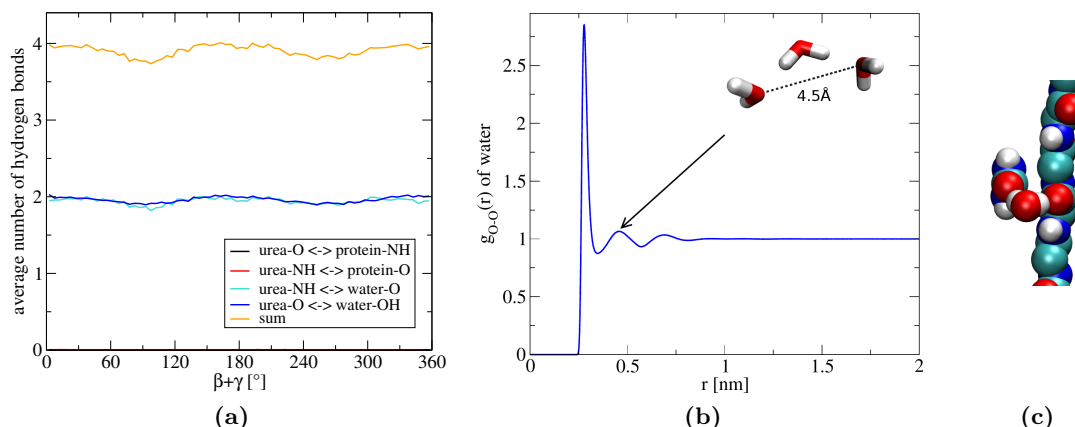 4
3
2
1
0
average number of hydrogen bonds
urea-O <-> protein-NH
urea-NH <-> protein-O
urea-NH <-> water-O
urea-O <-> water-OH
sum
0 60 120 180 240 300 360
β+γ [°]
(a)
2.5
2
1.5
1
0.5
0
g_O-O(r) of water
4.5Å
0 0.5 1 1.5 2
r [nm]
(b)
(c)